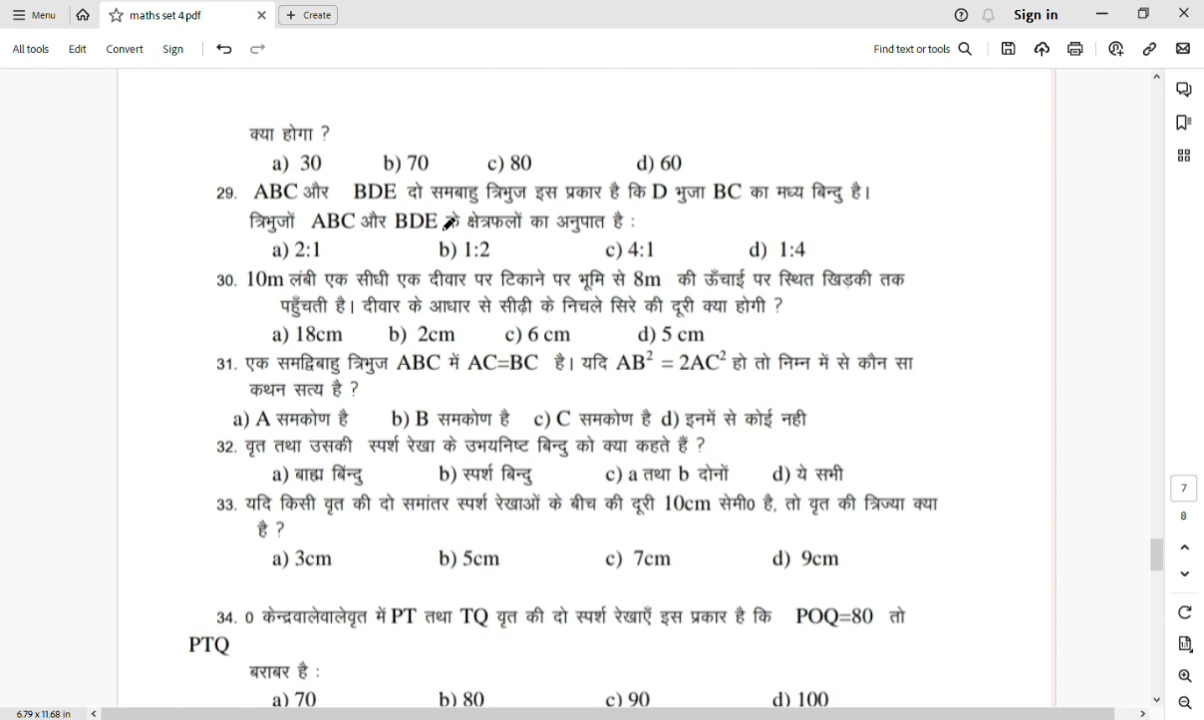 Menu
maths set 4.pdf
Create
Sign in
All tools Edit Convert Sign
Find text or tools
क्या होगा ?
a) 30 b) 70 c) 80 d) 60
29. ABC और BDE दो समबाहु त्रिभुज इस प्रकार है कि D भुजा BC का मध्य बिन्दु है।
त्रिभुजों ABC और BDE के क्षेत्रफलों का अनुपात है :
a) 2:1 b) 1:2 c) 4:1 d) 1:4
30. 10m लंबी एक सीधी एक दीवार पर टिकाने पर भूमि से 8m की ऊँचाई पर स्थित खिड़की तक
पहुँचती है। दीवार के आधार से सीढ़ी के निचले सिरे की दूरी क्या होगी ?
a) 18cm b) 2cm c) 6 cm d) 5 cm
31. एक समद्विबाहु त्रिभुज ABC में AC=BC है। यदि AB² = 2AC² हो तो निम्न में से कौन सा
कथन सत्य है ?
a) A समकोण है b) B समकोण है c) C समकोण है d) इनमें से कोई नही
32. वृत तथा उसकी स्पर्श रेखा के उभयनिष्ट बिन्दु को क्या कहते हैं ?
a) बाह्य बिंन्दु b) स्पर्श बिन्दु c) a तथा b दोनों d) ये सभी
33. यदि किसी वृत की दो समांतर स्पर्श रेखाओं के बीच की दूरी 10cm सेमी0 है, तो वृत की त्रिज्या क्या
है ?
a) 3cm b) 5cm c) 7cm d) 9cm
34. 0 केन्द्रवालेवालेवृत में PT तथा TQ वृत की दो स्पर्श रेखाएँ इस प्रकार है कि POQ=80 तो
PTQ
बराबर है :
a) 70 b) 80 c) 90 d) 100
7
8
6.79 x 11.68 in